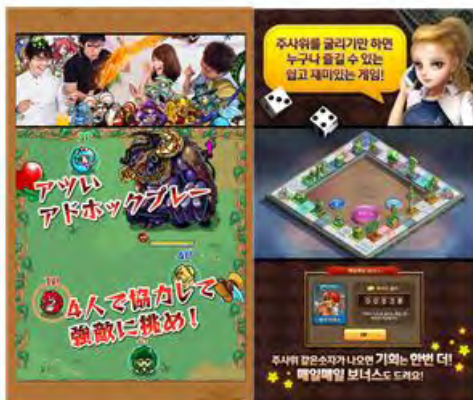 アツい
アドホックプレー
4人で協力して
強敵に挑め！
주사위를 굴리기만 하면
누구나 즐길 수 있는
쉽고 재미있는 게임!
주사위 같은숫자가 나오면 기회는 한번 더!
매일매일 보너스도 드려요!